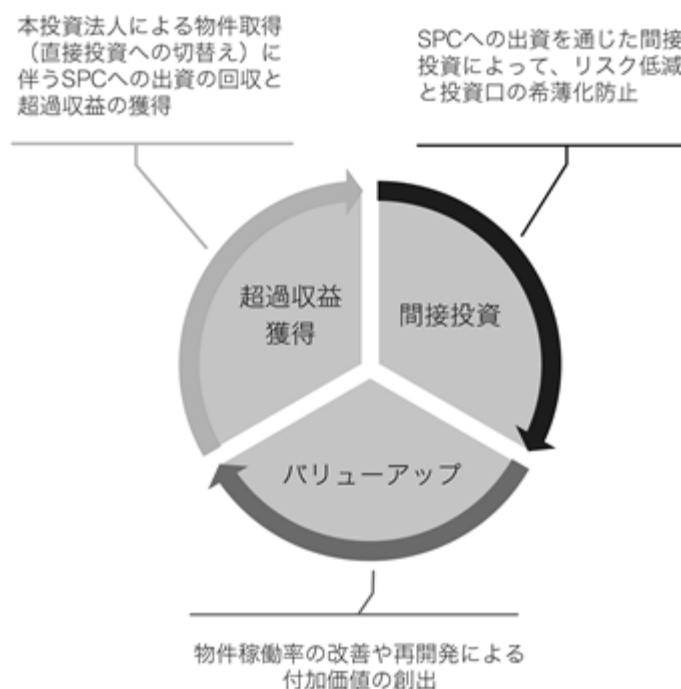 本投資法人による物件取得
（直接投資への切替え）に
伴うSPCへの出資の回収と
超過収益の獲得
SPCへの出資を通じた間接
投資によって、リスク低減
と投資口の希薄化防止
超過収益
獲得
間接投資
バリューアップ
物件稼働率の改善や再開発による
付加価値の創出